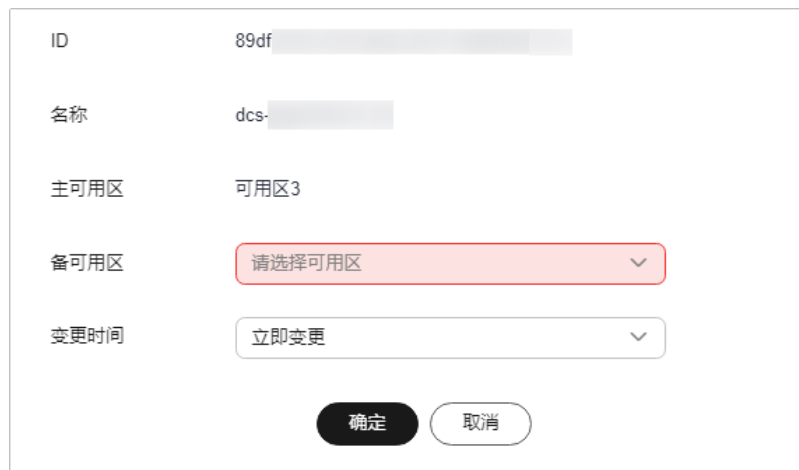 ID 89df
名称 dcs-
主可用区 可用区3
备可用区 请选择可用区
变更时间 立即变更
确定 取消